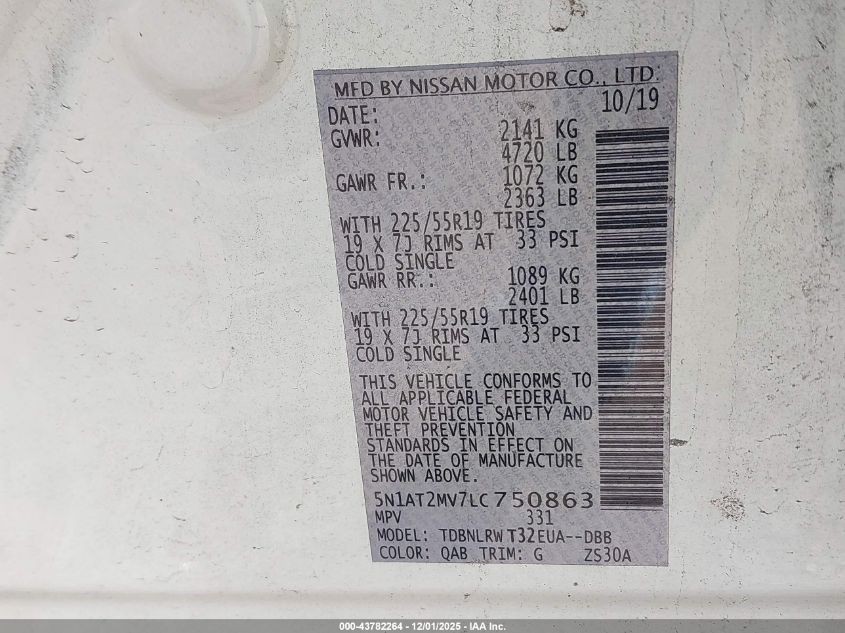 MFD BY NISSAN MOTOR CO., LTD.
DATE: 10/19
GVWR: 2141 KG
4720 LB
GAWR FR.: 1072 KG
2363 LB
WITH 225/55R19 TIRES
19 X 7J RIMS AT 33 PSI
COLD SINGLE
GAWR RR.: 1089 KG
2401 LB
WITH 225/55R19 TIRES
19 X 7J RIMS AT 33 PSI
COLD SINGLE
THIS VEHICLE CONFORMS TO
ALL APPLICABLE FEDERAL
MOTOR VEHICLE SAFETY AND
THEFT PREVENTION
STANDARDS IN EFFECT ON
THE DATE OF MANUFACTURE
SHOWN ABOVE.
5N1AT2MV7LC750863
MPV 331
MODEL: TDBNLRWT32EUA--DBB
COLOR: QAB TRIM: G ZS30A
000-43782264 - 12/01/2025 - IAA Inc.